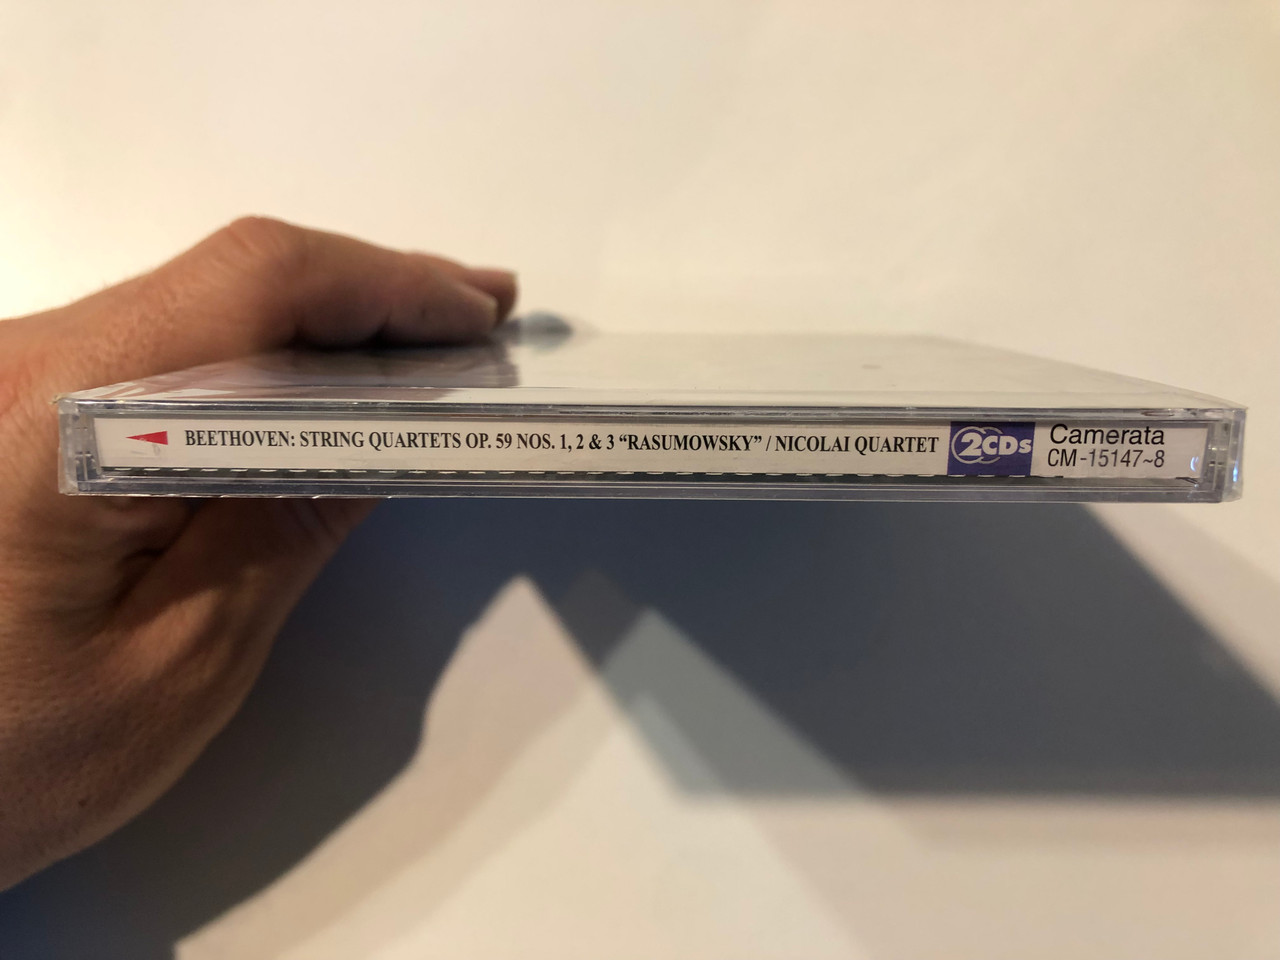 BEETHOVEN: STRING QUARTETS OP. 59 NOS. 1, 2 & 3 “RASUMOWSKY” / NICOLAI QUARTET
2CDs
Camerata
CM-15147~8